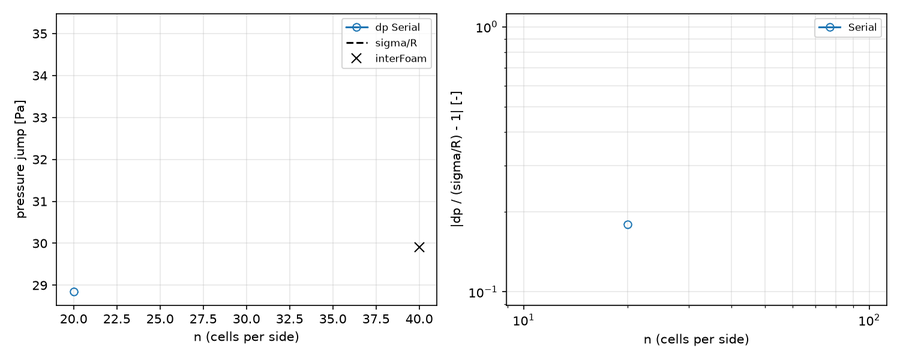 dp Serial
sigma/R
interFoam
35
34
33
32
31
30
29
pressure jump [Pa]
20.0 22.5 25.0 27.5 30.0 32.5 35.0 37.5 40.0
n (cells per side)
Serial
10⁰
10⁻¹
|dp / (sigma/R) - 1| [-]
10¹ 10²
n (cells per side)